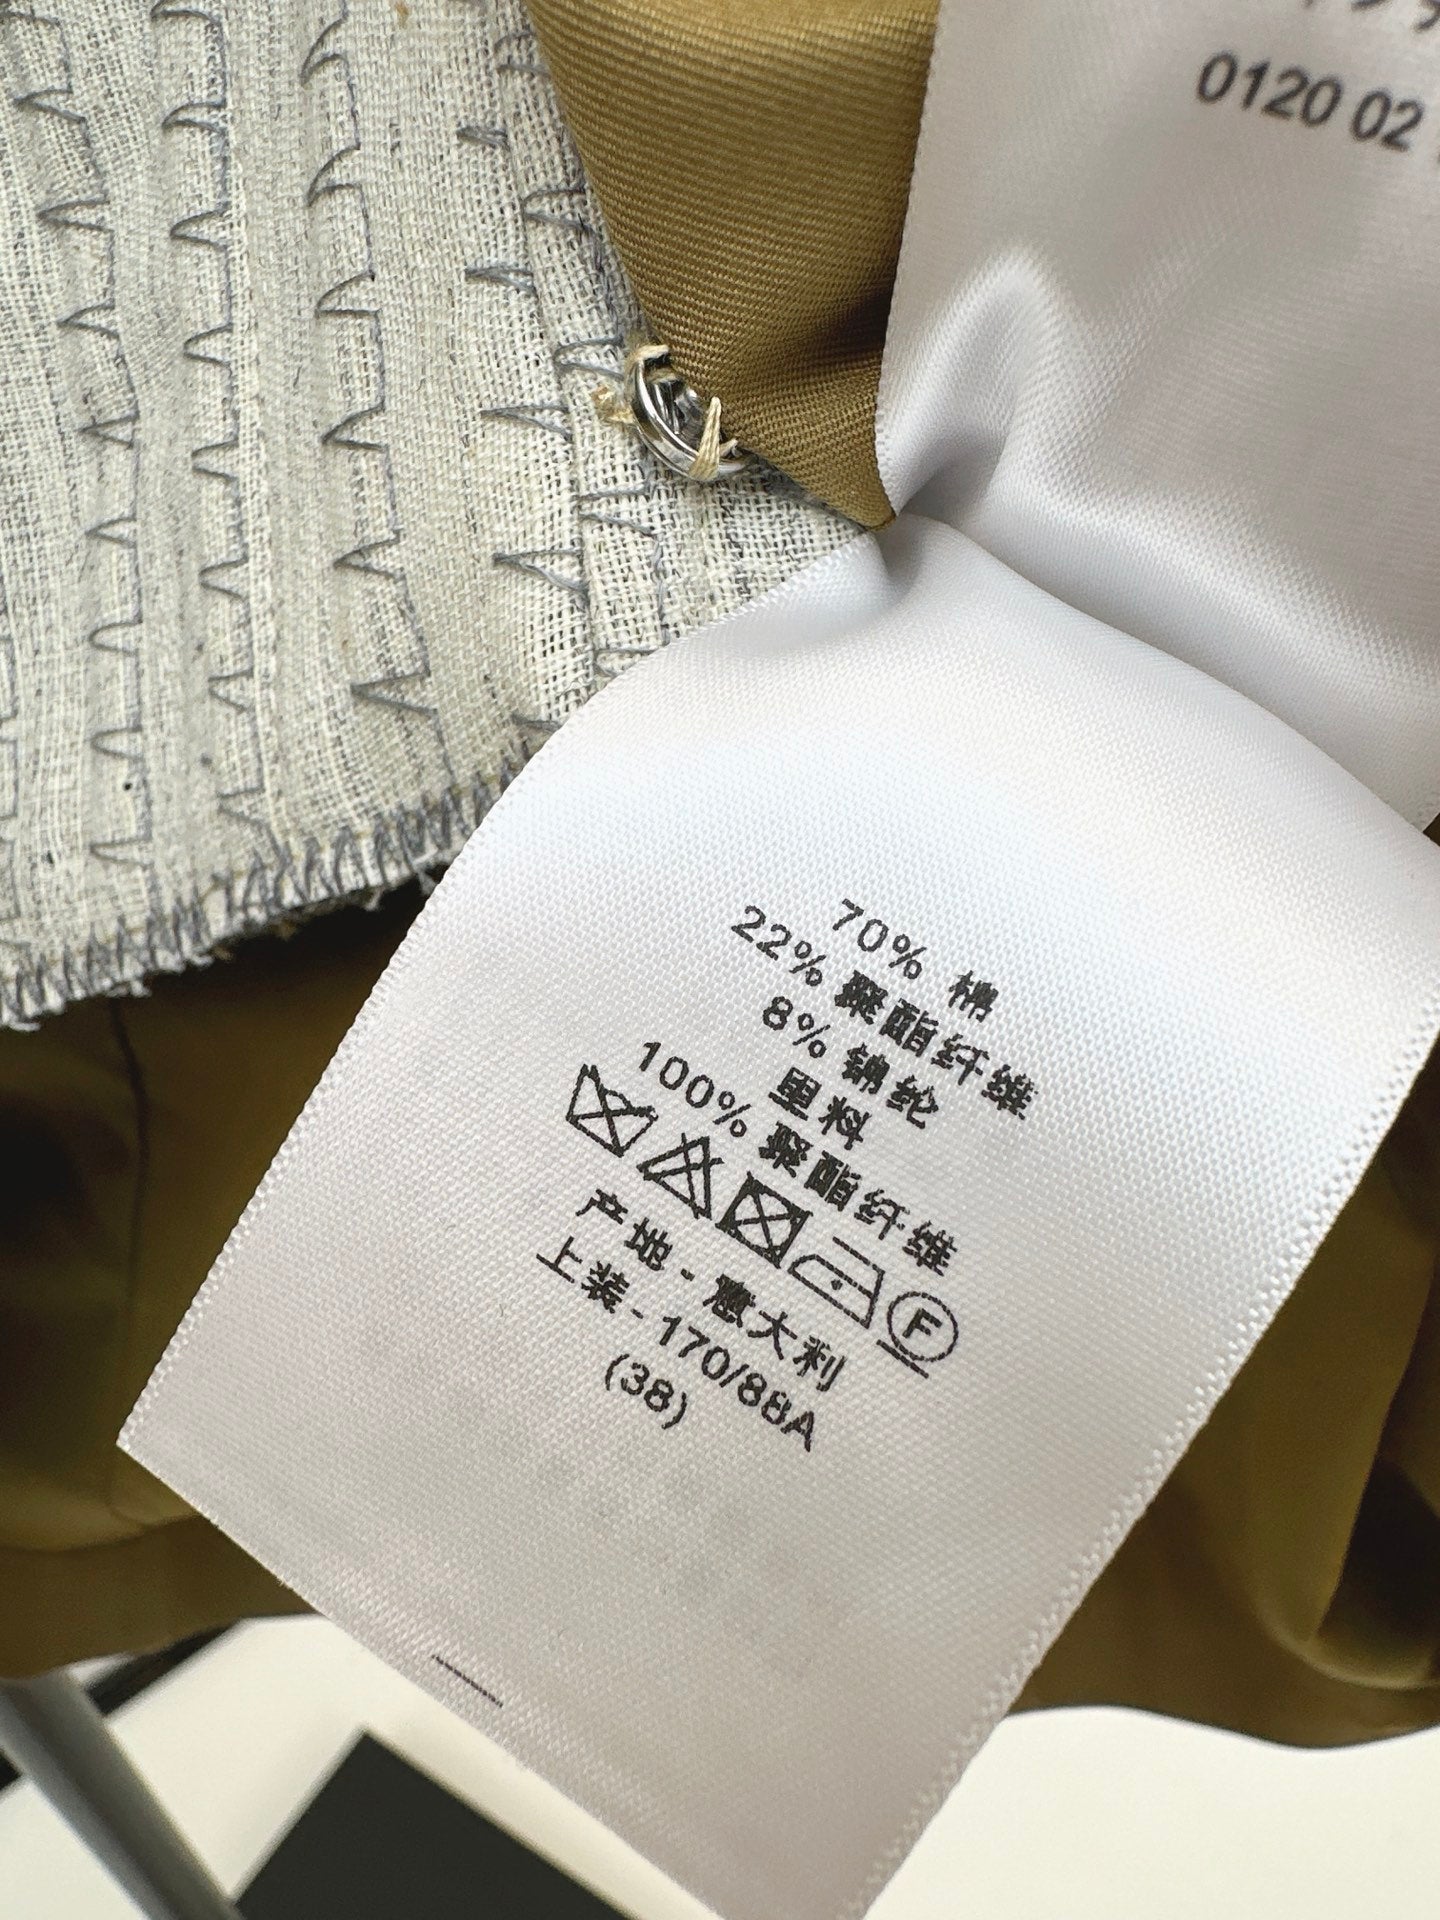 0120 02
70% 棉
22% 聚酯纤维
8% 锦纶
里料
100% 聚酯纤维
F
产地 - 意大利
上装 - 170/88A
(38)